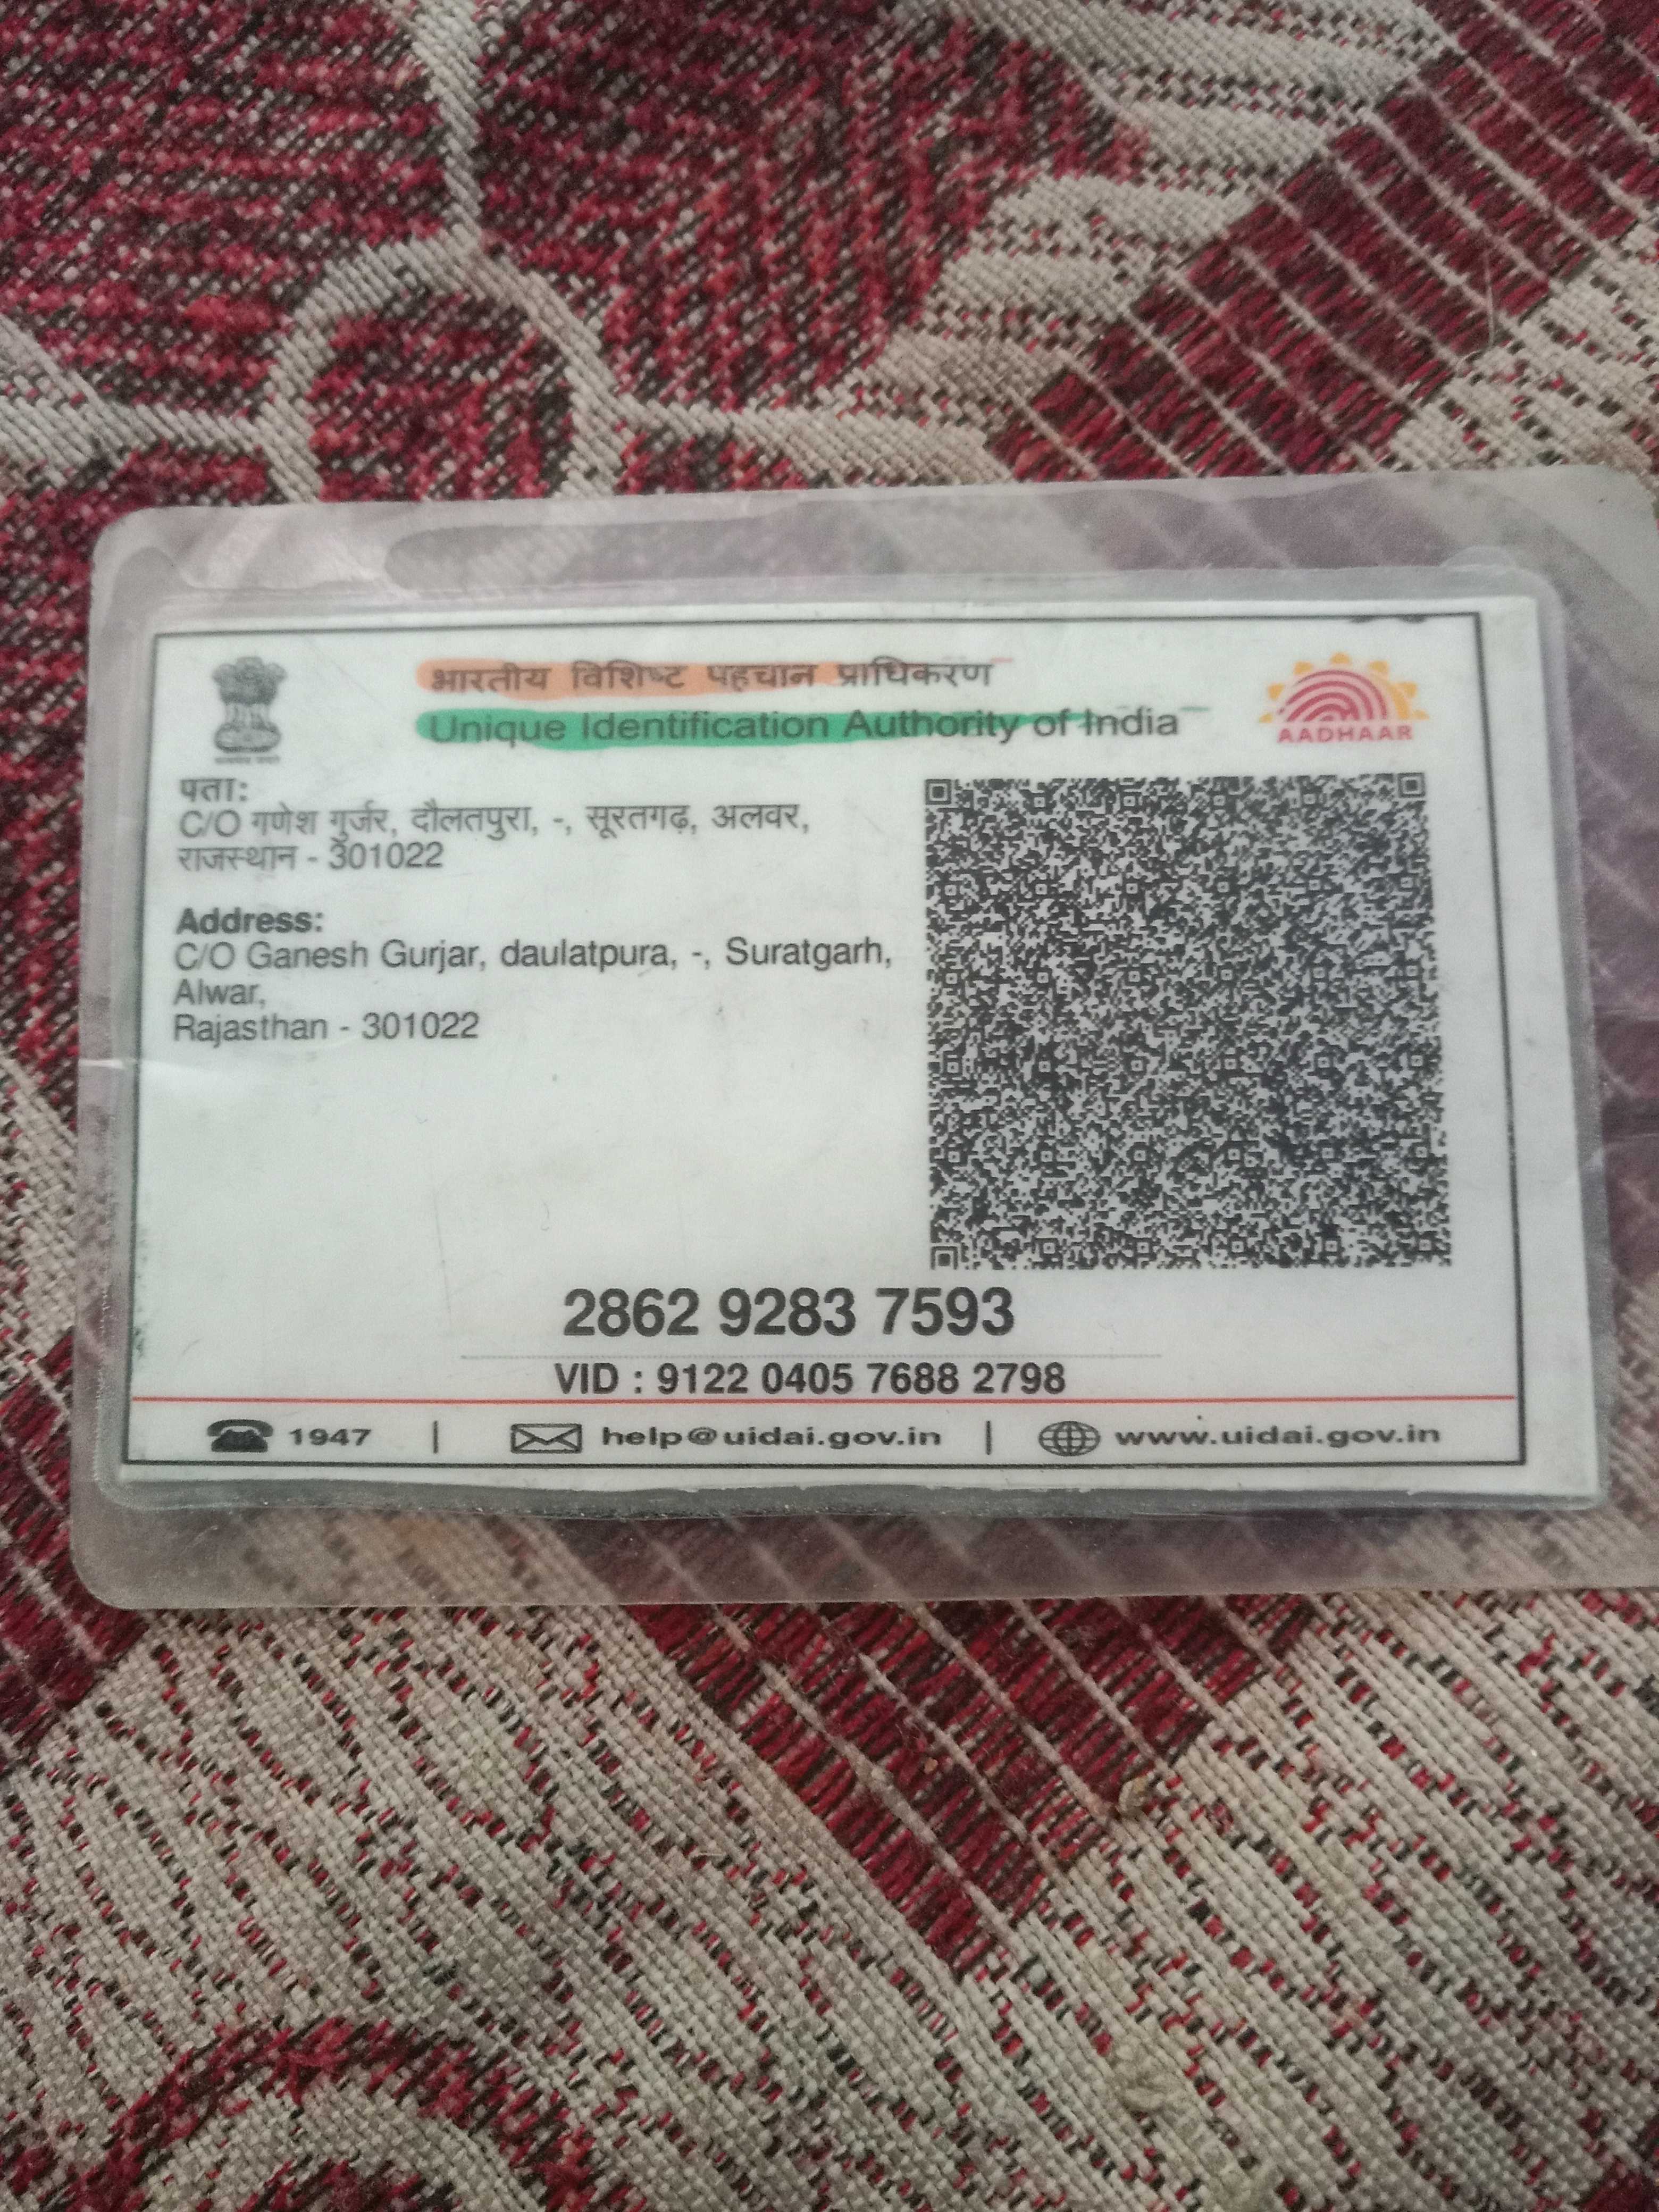 भारतीय विशिष्ट पहचान प्राधिकरण
Unique Identification Authority of India
AADHAAR
पता:
C/O गणेश गुर्जर, दौलतपुरा, -, सूरतगढ़, अलवर,
राजस्थान - 301022
Address:
C/O Ganesh Gurjar, daulatpura, -, Suratgarh,
Alwar,
Rajasthan - 301022
2862 9283 7593
VID : 9122 0405 7688 2798
1947 | help@uidai.gov.in | www.uidai.gov.in